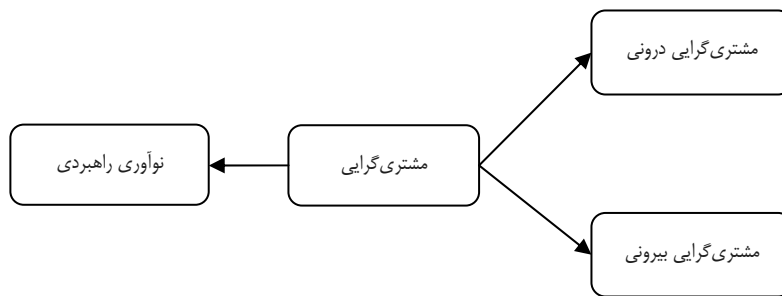 مشتری‌گرایی درونی
مشتری‌گرایی
نوآوری راهبردی
مشتری‌گرایی بیرونی